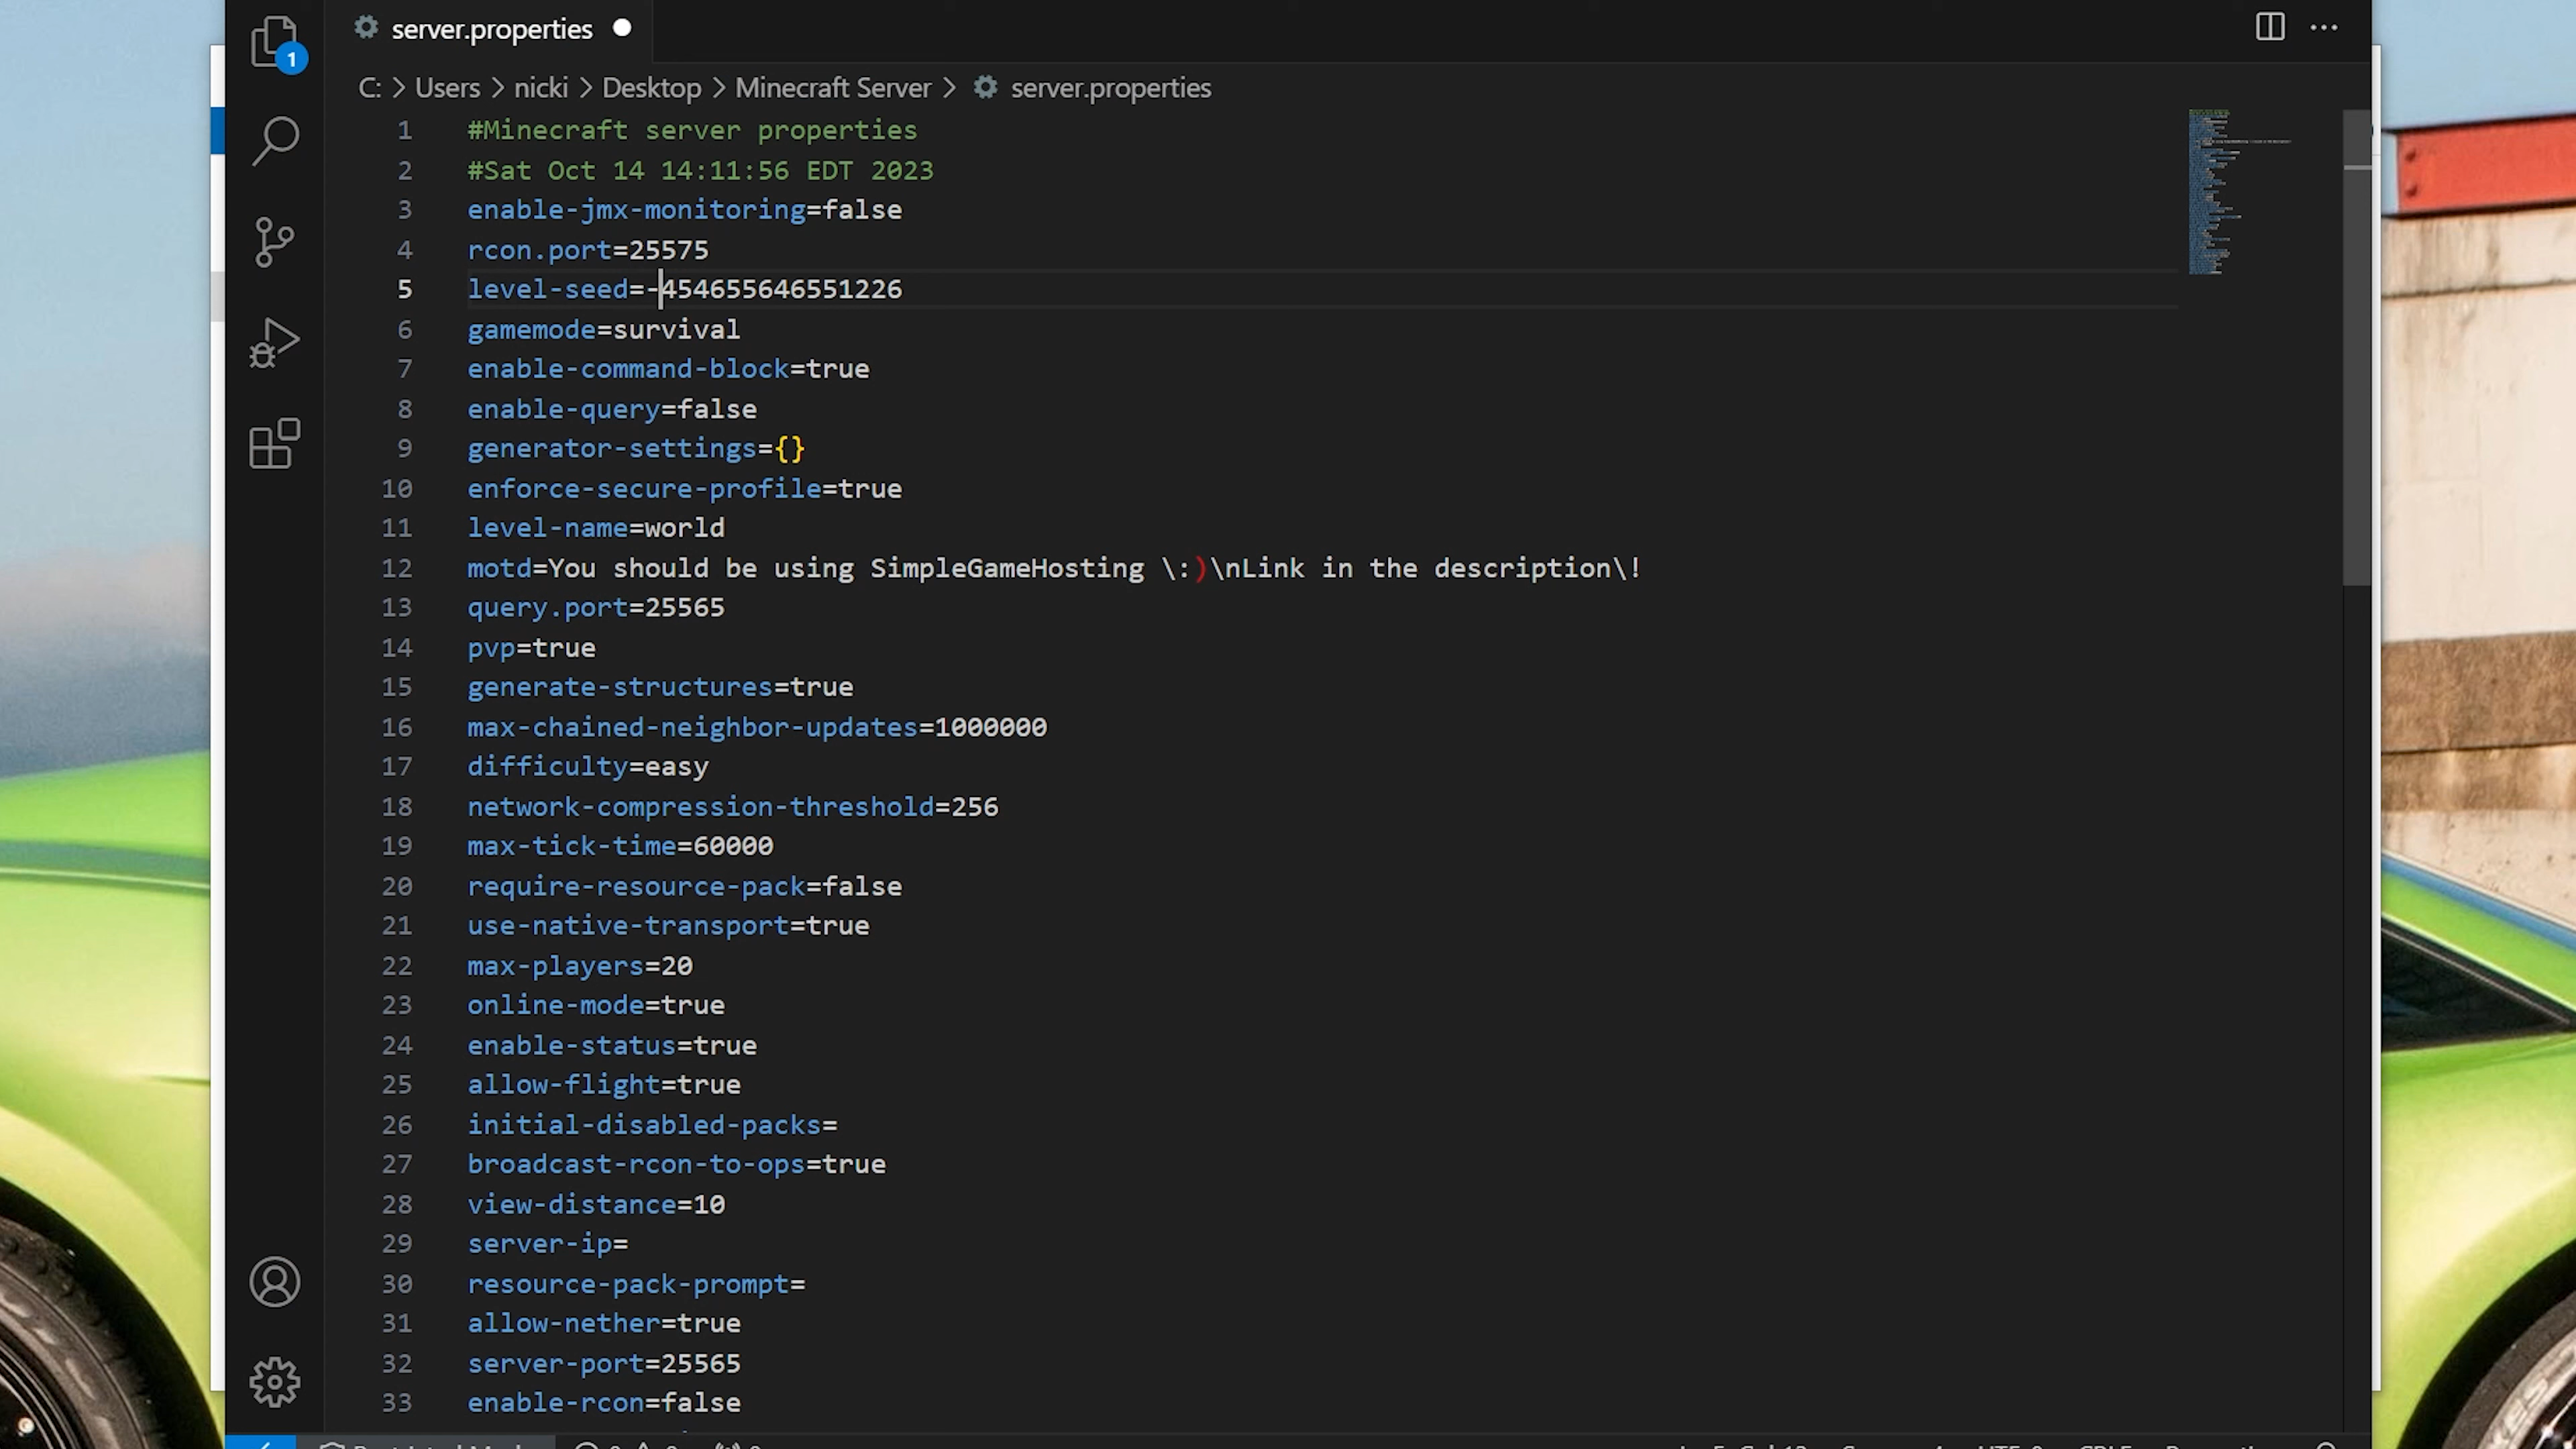 server.properties
1
C: > Users > nicki > Desktop > Minecraft Server > server.properties
1 #Minecraft server properties
2 #Sat Oct 14 14:11:56 EDT 2023
3 enable-jmx-monitoring=false
4 rcon.port=25575
5 level-seed=-454655646551226
6 gamemode=survival
7 enable-command-block=true
8 enable-query=false
9 generator-settings={}
10 enforce-secure-profile=true
11 level-name=world
12 motd=You should be using SimpleGameHosting \:)\nLink in the description\!
13 query.port=25565
14 pvp=true
15 generate-structures=true
16 max-chained-neighbor-updates=1000000
17 difficulty=easy
18 network-compression-threshold=256
19 max-tick-time=60000
20 require-resource-pack=false
21 use-native-transport=true
22 max-players=20
23 online-mode=true
24 enable-status=true
25 allow-flight=true
26 initial-disabled-packs=
27 broadcast-rcon-to-ops=true
28 view-distance=10
29 server-ip=
30 resource-pack-prompt=
31 allow-nether=true
32 server-port=25565
33 enable-rcon=false